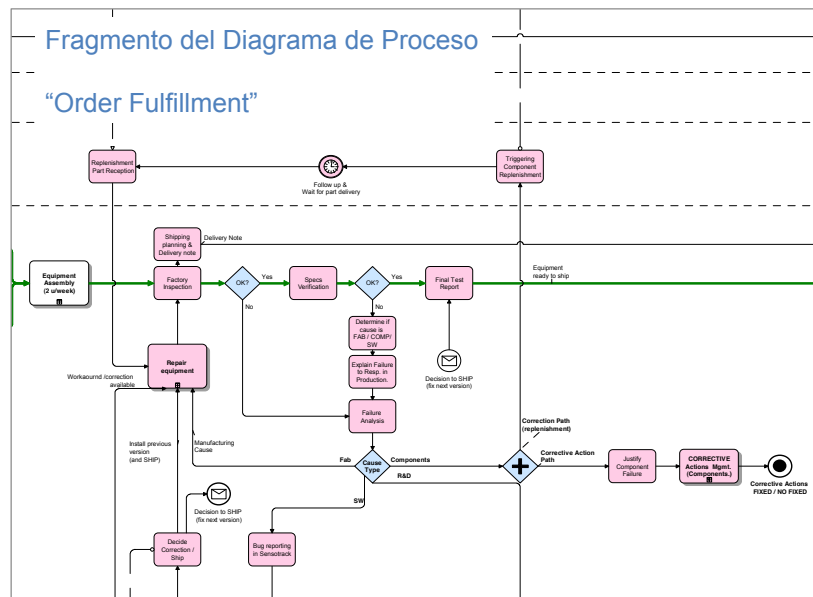 Fragmento del Diagrama de Proceso
“Order Fulfillment”
Replenishment
Part Reception
Follow up &
Wait for part delivery
Triggering
Component
Replenishment
Shipping
planning &
Delivery note
Delivery Note
Equipment
Assembly
(2 u/week)
Factory
Inspection
OK?
Yes
No
Specs
Verification
OK?
Yes
No
Final Test
Report
Equipment
ready to ship
Determine if
cause is
FAB / COMP/
SW
Explain Failure
to Resp. in
Production.
Decision to SHIP
(fix next version)
Repair
equipment
Workaournd /correction
available
Failure
Analysis
Install previous
version
(and SHIP)
Manufacturing
Cause
Fab
Cause
Type
Components
R&D
SW
Correction Path
(replenishment)
Corrective Action
Path
Justify
Component
Failure
CORRECTIVE
Actions Mgmt.
(Components.)
Corrective Actions
FIXED / NO FIXED
Decision to SHIP
(fix next version)
Decide
Correction /
Ship
Bug reporting
in Sensotrack